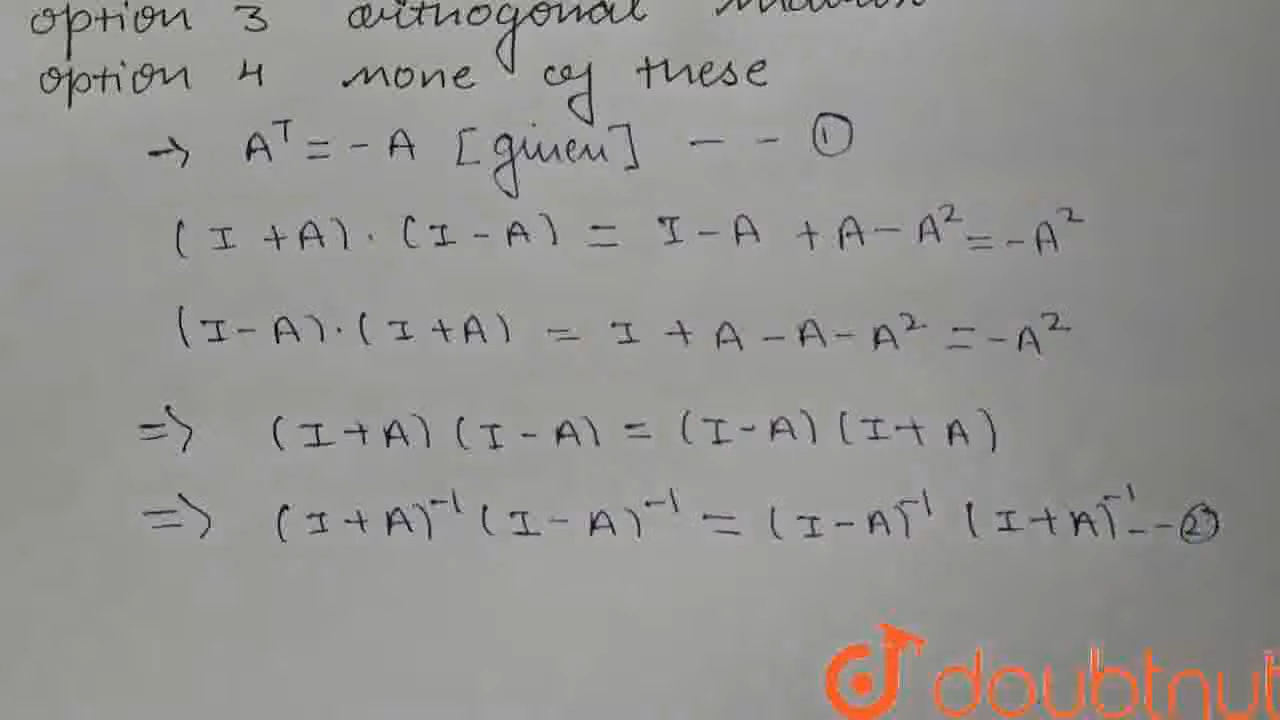 option 3 orthogonal matrix
option 4 none of these
→ Aᵀ = - A [given] - - ①
(I + A) . (I - A) = I - A + A - A² = - A²
(I - A) . (I + A) = I + A - A - A² = - A²
=> (I + A) (I - A) = (I - A) (I + A)
=> (I + A)⁻¹ (I - A)⁻¹ = (I - A)⁻¹ (I + A)⁻¹ - - ②
doubtnut